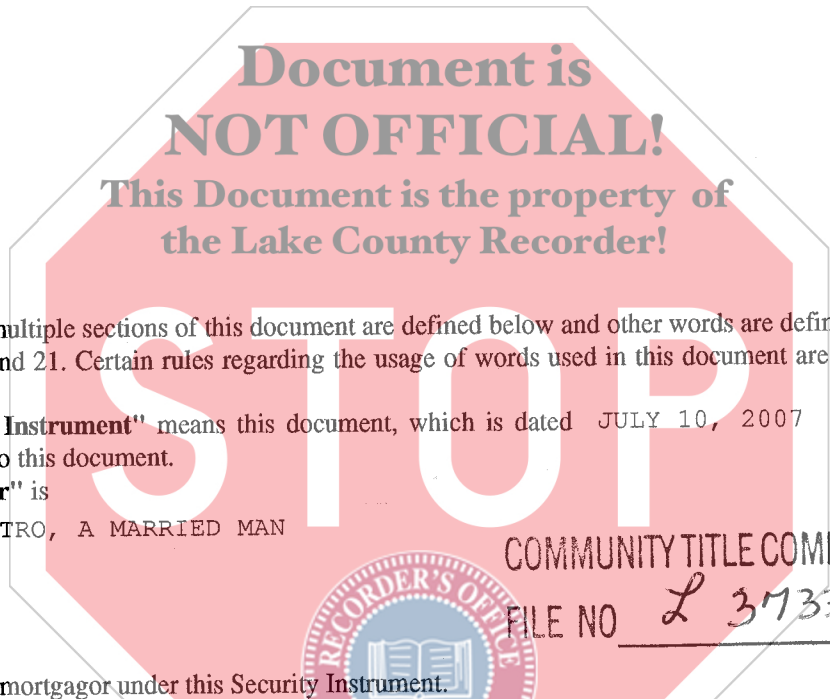 Document is
NOT OFFICIAL!
This Document is the property of
the Lake County Recorder!
STOP
multiple sections of this document are defined below and other words are defin
nd 21. Certain rules regarding the usage of words used in this document are
Instrument" means this document, which is dated JULY 10, 2007
o this document.
r" is
TRO, A MARRIED MAN
COMMUNITY TITLE COM
FILE NO L 373
RECORDER'S OFFICE
mortgagor under this Security Instrument.